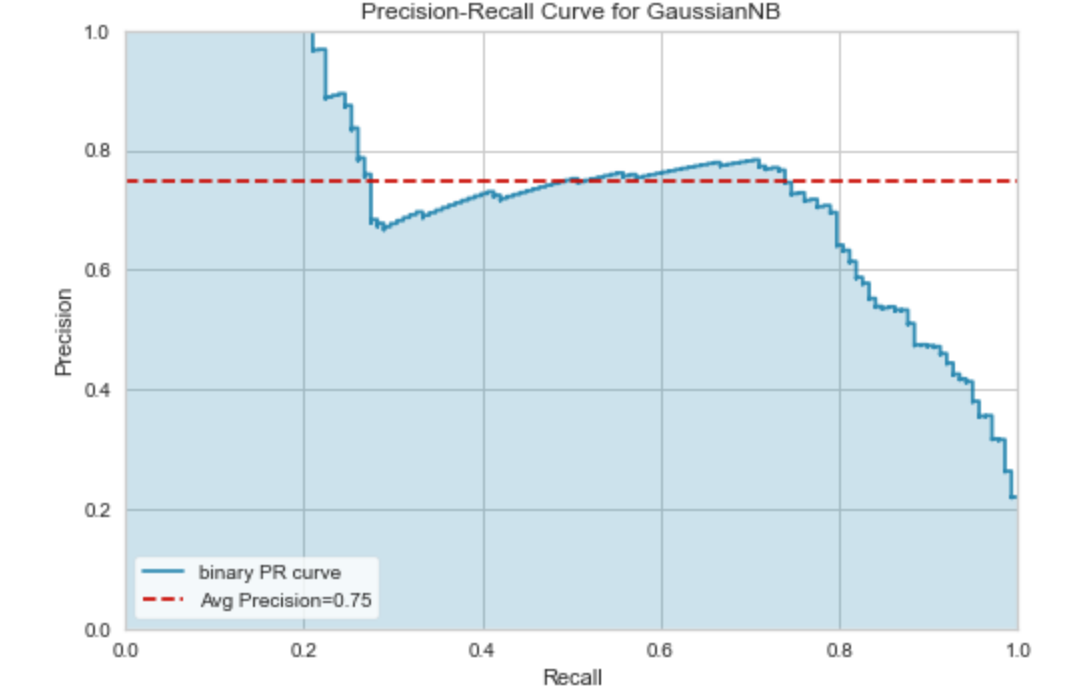 Precision-Recall Curve for GaussianNB
1.0
0.8
0.6
0.4
0.2
0.0
Precision
binary PR curve
Avg Precision=0.75
0.0 0.2 0.4 0.6 0.8 1.0
Recall